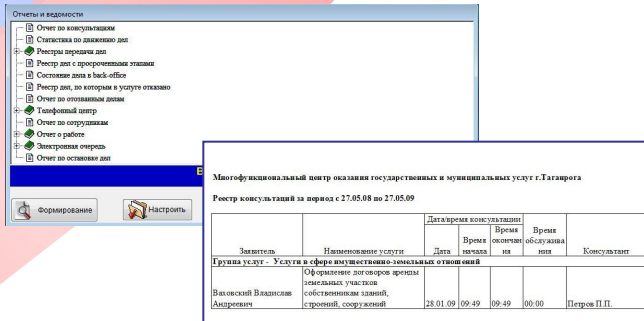 Отчеты и ведомости
Отчет по консультациям
Статистика по движению дел
Реестры передачи дел
Реестр дел с просроченными этапами
Состояние дела в back-office
Реестр дел, по которым в услуге отказано
Отчет по отозванным делам
Телефонный центр
Отчет по сотрудникам
Отчет о работе
Электронная очередь
Отчет по остановке дел
В
Формирование
Настроить
Многофункциональный центр оказания государственных и муниципальных услуг г.Таганрога
Реестр консультаций за период с 27.05.08 по 27.05.09
Дата/время консультации
Заявитель
Наименование услуги
Дата
Время
начала
Время
окончан
ия
Время
обслужива
ния
Консультант
Группа услуг - Услуги в сфере имущественно-земельных отношений
Ваховский Владислав
Андреевич
Оформление договоров аренды
земельных участков
собственникам зданий,
строений, сооружений
28.01.09
09:49
09:49
00:00
Петров П.П.